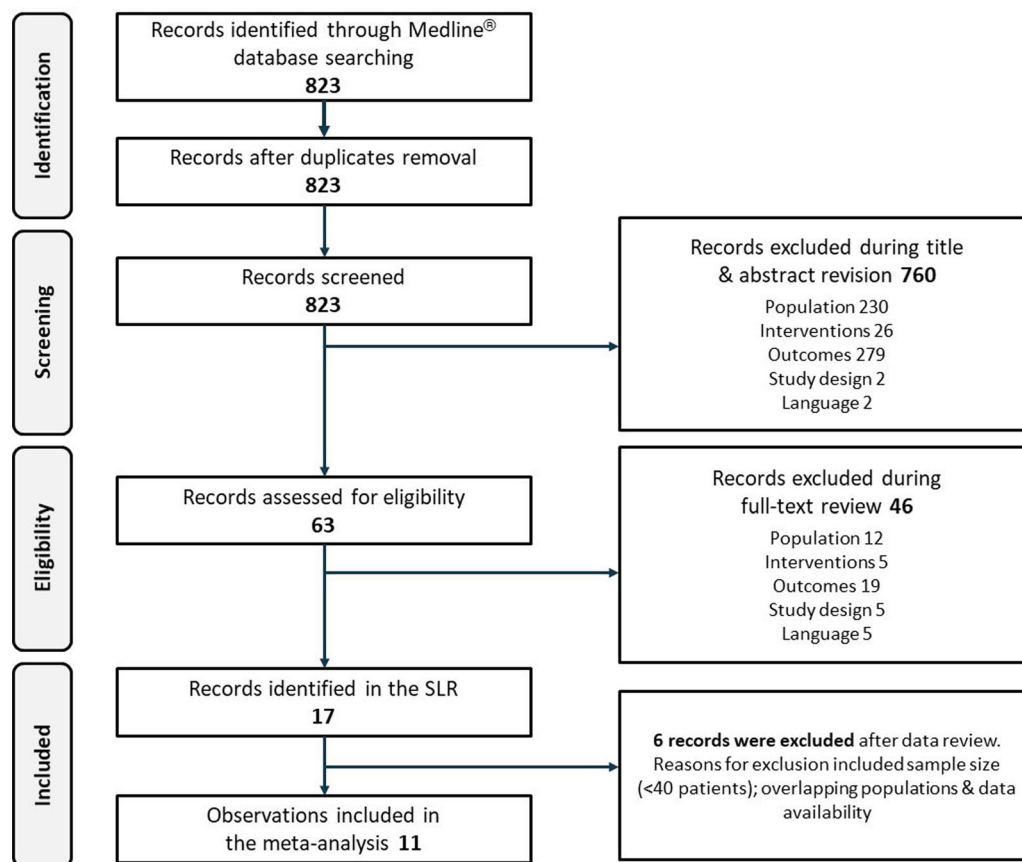 Identification
Records identified through Medline®
database searching
823
Records after duplicates removal
823
Screening
Records screened
823
Records excluded during title
& abstract revision 760
Population 230
Interventions 26
Outcomes 279
Study design 2
Language 2
Eligibility
Records assessed for eligibility
63
Records excluded during
full-text review 46
Population 12
Interventions 5
Outcomes 19
Study design 5
Language 5
Included
Records identified in the SLR
17
6 records were excluded after data review.
Reasons for exclusion included sample size
(<40 patients); overlapping populations & data
availability
Observations included in
the meta-analysis 11